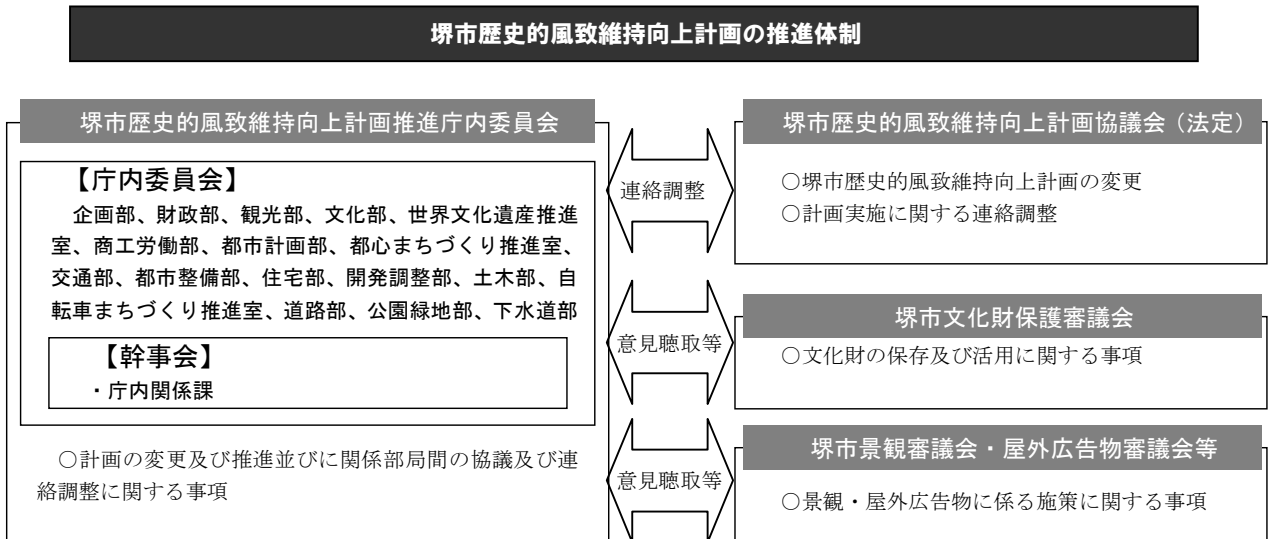 堺市歴史的風致維持向上計画の推進体制
堺市歴史的風致維持向上計画推進庁内委員会
【庁内委員会】
企画部、財政部、観光部、文化部、世界文化遺産推進
室、商工労働部、都市計画部、都心まちづくり推進室、
交通部、都市整備部、住宅部、開発調整部、土木部、自
転車まちづくり推進室、道路部、公園緑地部、下水道部
【幹事会】
・庁内関係課
○計画の変更及び推進並びに関係部局間の協議及び連
絡調整に関する事項
連絡調整
堺市歴史的風致維持向上計画協議会（法定）
○堺市歴史的風致維持向上計画の変更
○計画実施に関する連絡調整
意見聴取等
堺市文化財保護審議会
○文化財の保存及び活用に関する事項
意見聴取等
堺市景観審議会・屋外広告物審議会等
○景観・屋外広告物に係る施策に関する事項